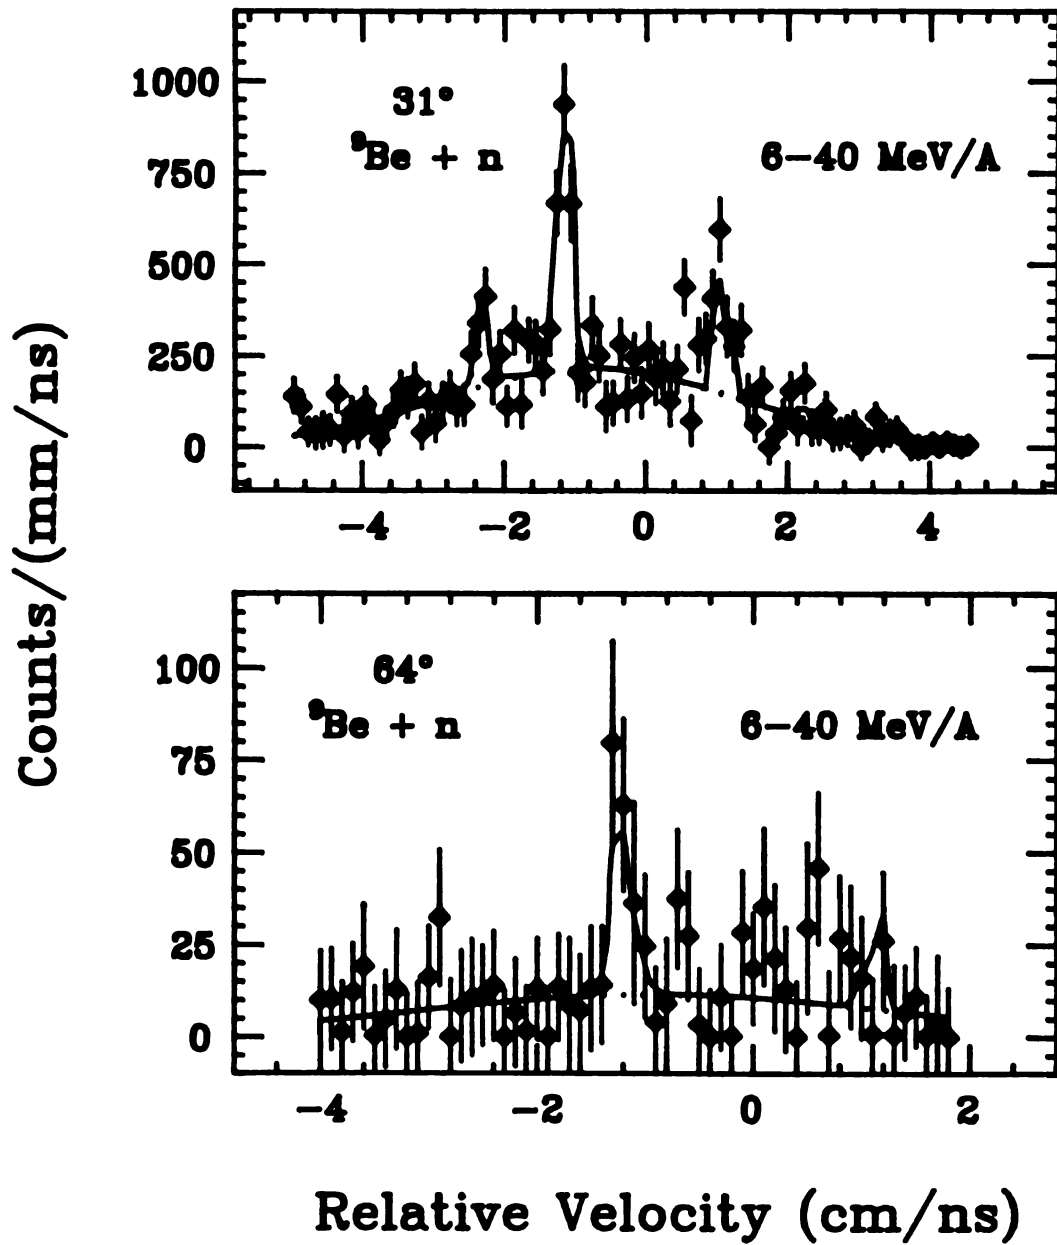 1000
31°
⁹Be + n
6-40 MeV/A
750
500
250
0
-4 -2 0 2 4
Counts/(mm/ns)
100
64°
⁹Be + n
6-40 MeV/A
75
50
25
0
-4 -2 0 2
Relative Velocity (cm/ns)